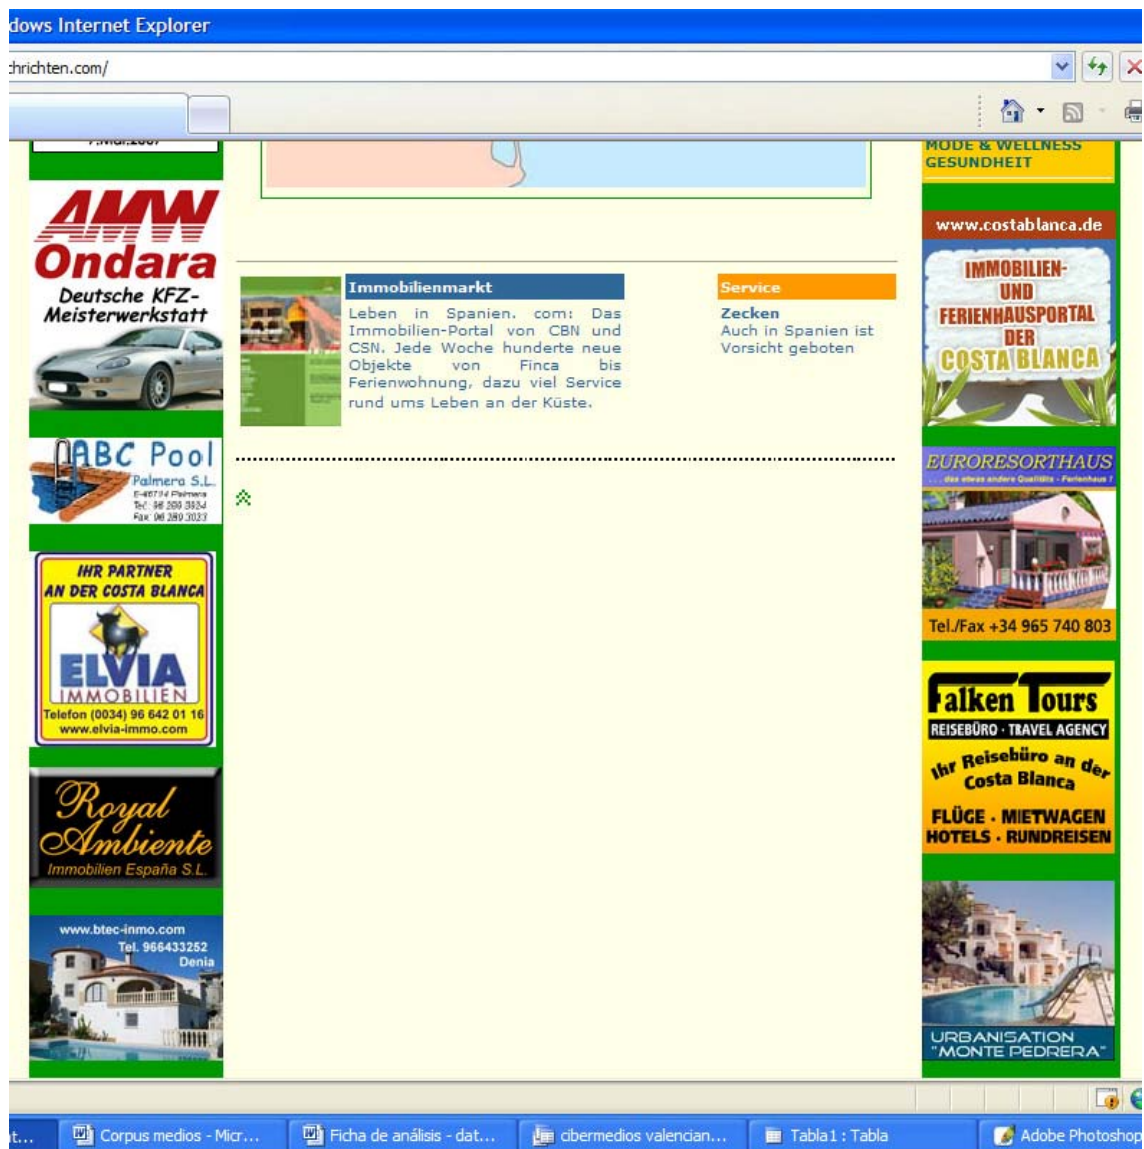 dows Internet Explorer
chrichten.com/
AMW
Ondara
Deutsche KFZ-
Meisterwerkstatt
ABC Pool
Palmera S.L.
IHR PARTNER
AN DER COSTA BLANCA
ELVIA
IMMOBILIEN
Telefon (0034) 96 642 01 16
www.elvia-immo.com
Royal
Ambiente
Immobilien España S.L.
www.btec-inmo.com
Tel. 966433252
Denia
Immobilienmarkt
Leben in Spanien. com: Das
Immobilien-Portal von CBN und
CSN. Jede Woche hunderte neue
Objekte von Finca bis
Ferienwohnung, dazu viel Service
rund ums Leben an der Küste.
Service
Zecken
Auch in Spanien ist
Vorsicht geboten
MODE & WELLNESS
GESUNDHEIT
www.costablanca.de
IMMOBILIEN-
UND
FERIENHAUSPORTAL
DER
COSTA BLANCA
EURORESORTHAUS
... das etwas andere Qualitäts - Ferienhaus !
Tel./Fax +34 965 740 803
Falken Tours
REISEBÜRO · TRAVEL AGENCY
Ihr Reisebüro an der
Costa Blanca
FLÜGE · MIETWAGEN
HOTELS · RUNDREISEN
URBANISATION
"MONTE PEDRERA"
t... Corpus medios - Micr... Ficha de análisis - dat... cibermedios valencian... Tabla1 : Tabla Adobe Photoshop